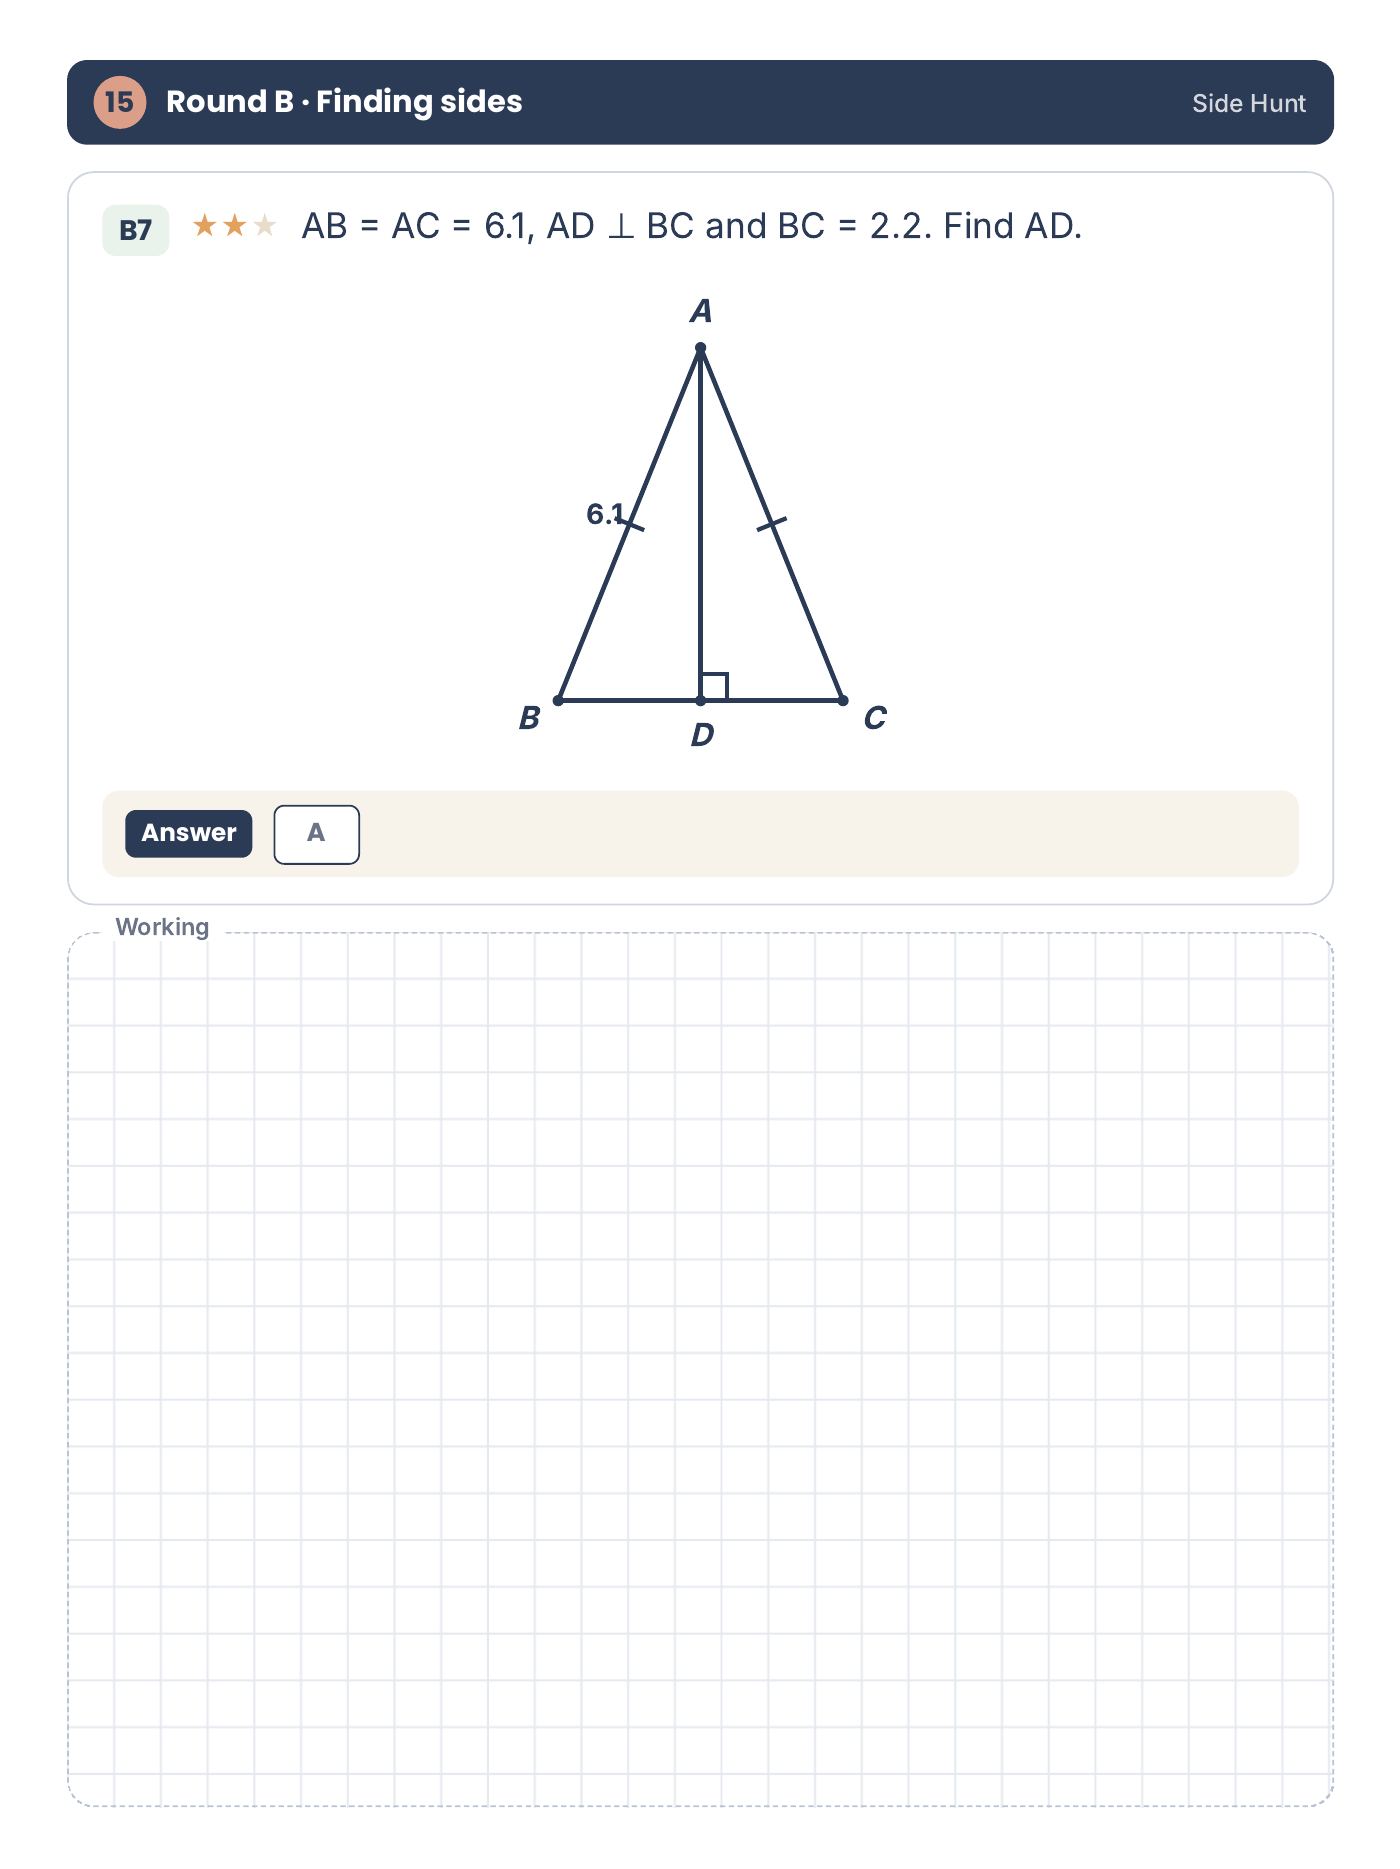 15 Round B · Finding sides Side Hunt
B7 ★★★ AB = AC = 6.1, AD ⊥ BC and BC = 2.2. Find AD.
A
6.1
B
C
D
Answer A
Working